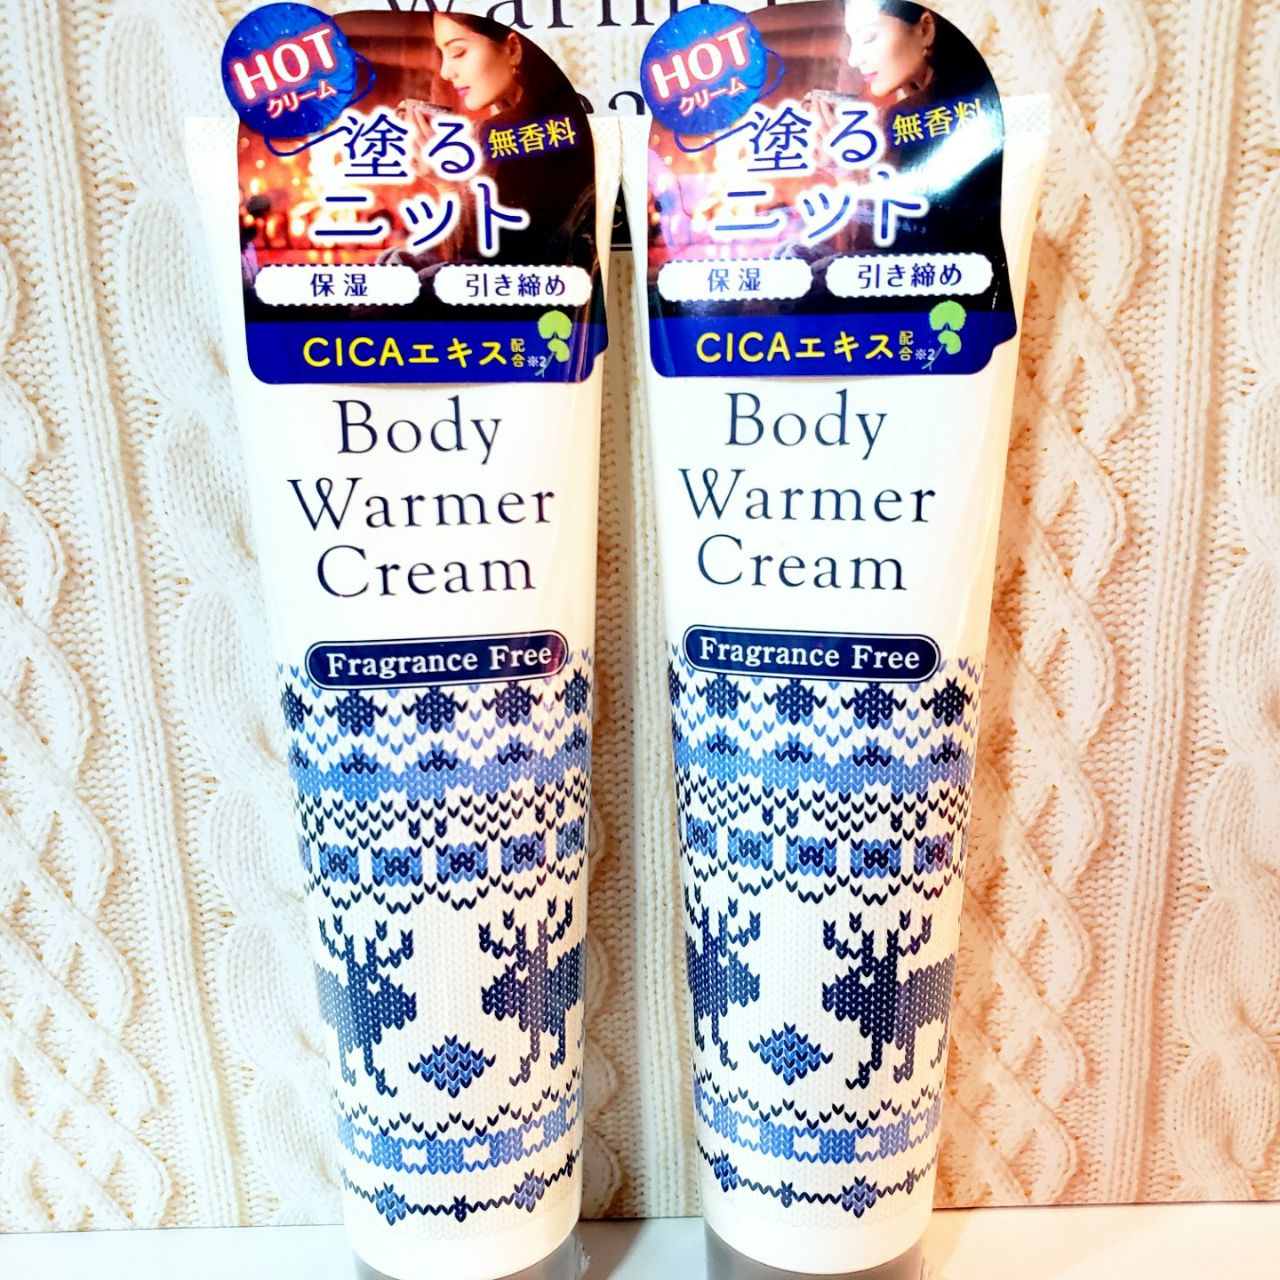 Warmer
HOT
クリーム
塗る
無香料
ニット
保湿
引き締め
CICAエキス配合※2
Body
Warmer
Cream
Fragrance Free
HOT
クリーム
塗る
無香料
ニット
保湿
引き締め
CICAエキス配合※2
Body
Warmer
Cream
Fragrance Free